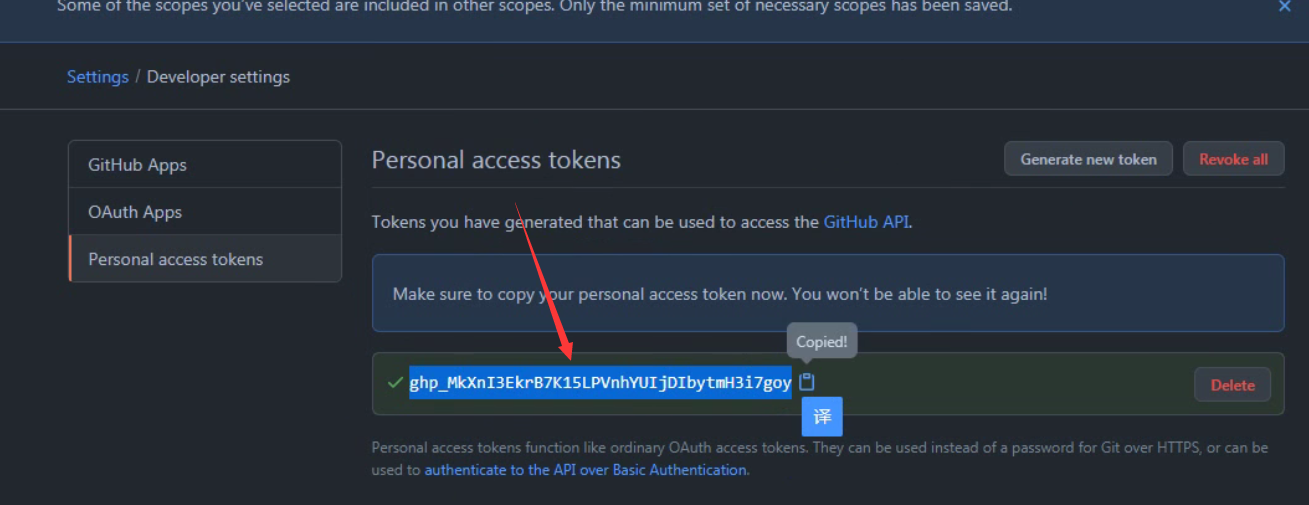 Some of the scopes you've selected are included in other scopes. Only the minimum set of necessary scopes has been saved.
Settings / Developer settings
GitHub Apps
OAuth Apps
Personal access tokens
Personal access tokens
Generate new token
Revoke all
Tokens you have generated that can be used to access the GitHub API.
Make sure to copy your personal access token now. You won't be able to see it again!
Copied!
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
Delete
译
Personal access tokens function like ordinary OAuth access tokens. They can be used instead of a password for Git over HTTPS, or can be
used to authenticate to the API over Basic Authentication.